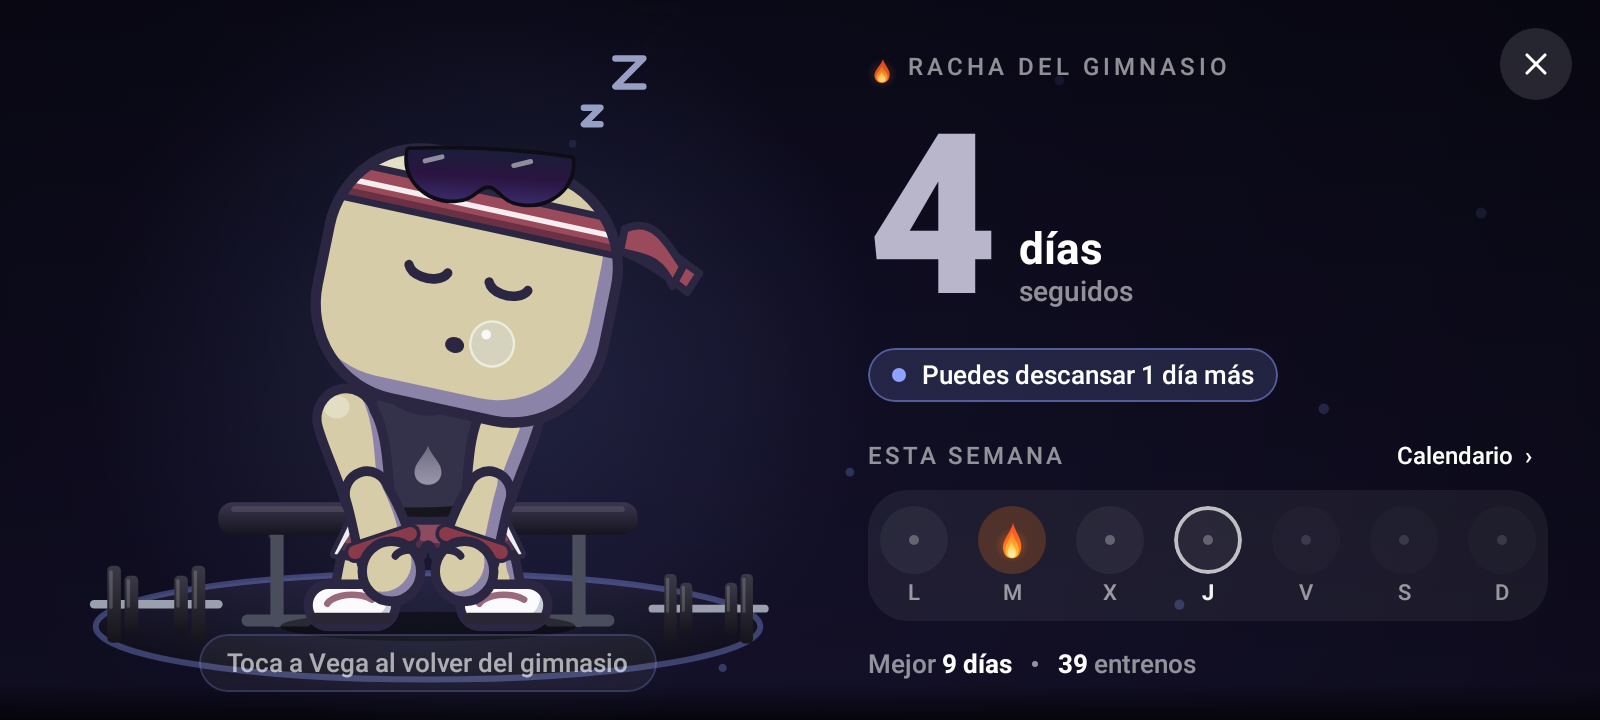 Z
z
RACHA DEL GIMNASIO
4 días
seguidos
Puedes descansar 1 día más
ESTA SEMANA
Calendario ›
L M X J V S D
Mejor 9 días • 39 entrenos
Toca a Vega al volver del gimnasio